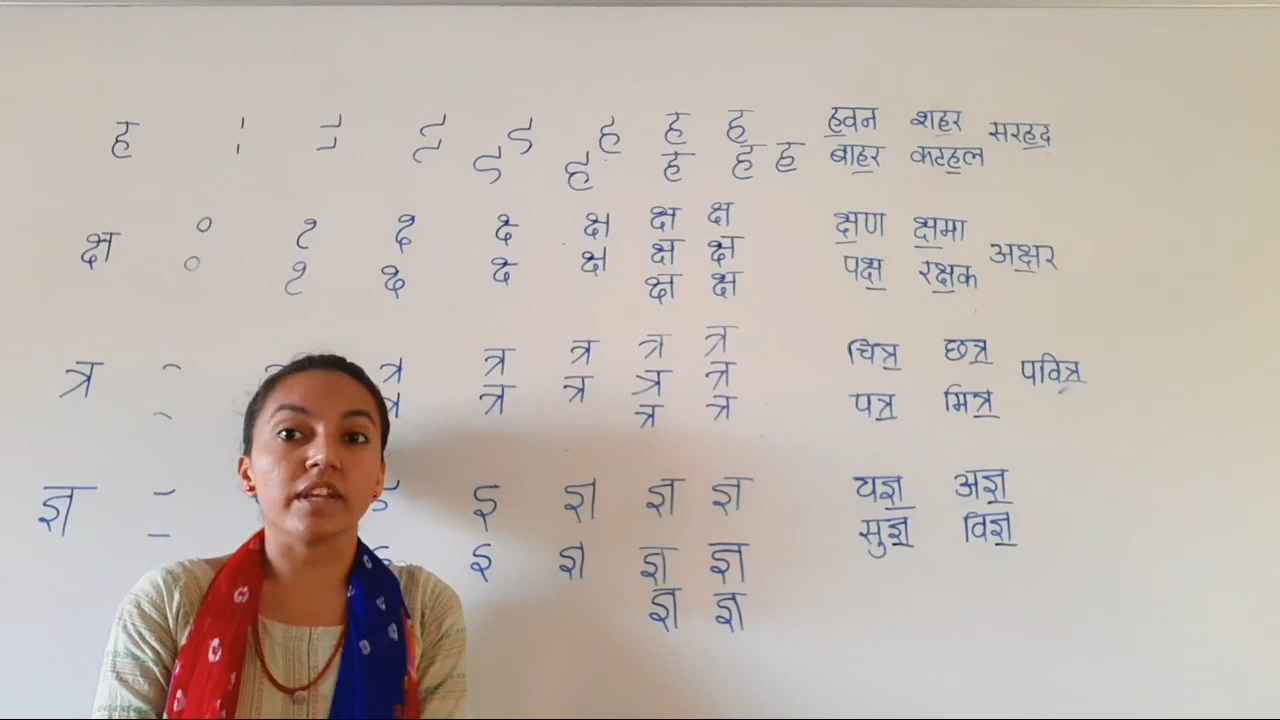 ह ह ह ह हवन शहर सरहद
ह ह ह ह बाहर कटहल
क्ष क्ष क्ष क्ष क्षण क्षमा अक्षर
क्ष क्ष क्ष पक्ष रक्षक
क्ष क्ष
त्र त्र त्र त्र त्र त्र चित्र छत्र पवित्र
त्र त्र त्र त्र त्र पत्र मित्र
त्र त्र
ज्ञ ज्ञ ज्ञ ज्ञ यज्ञ अज्ञ
सुज्ञ विज्ञ
ज्ञ ज्ञ ज्ञ
ज्ञ ज्ञ